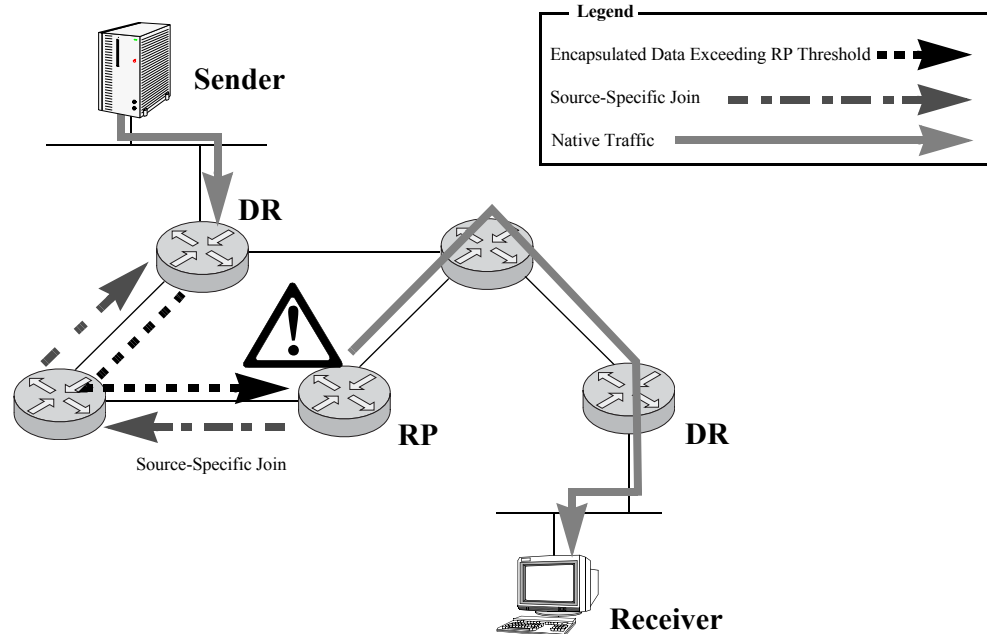 Legend
Encapsulated Data Exceeding RP Threshold
Source-Specific Join
Native Traffic
Sender
DR
RP
DR
Source-Specific Join
Receiver